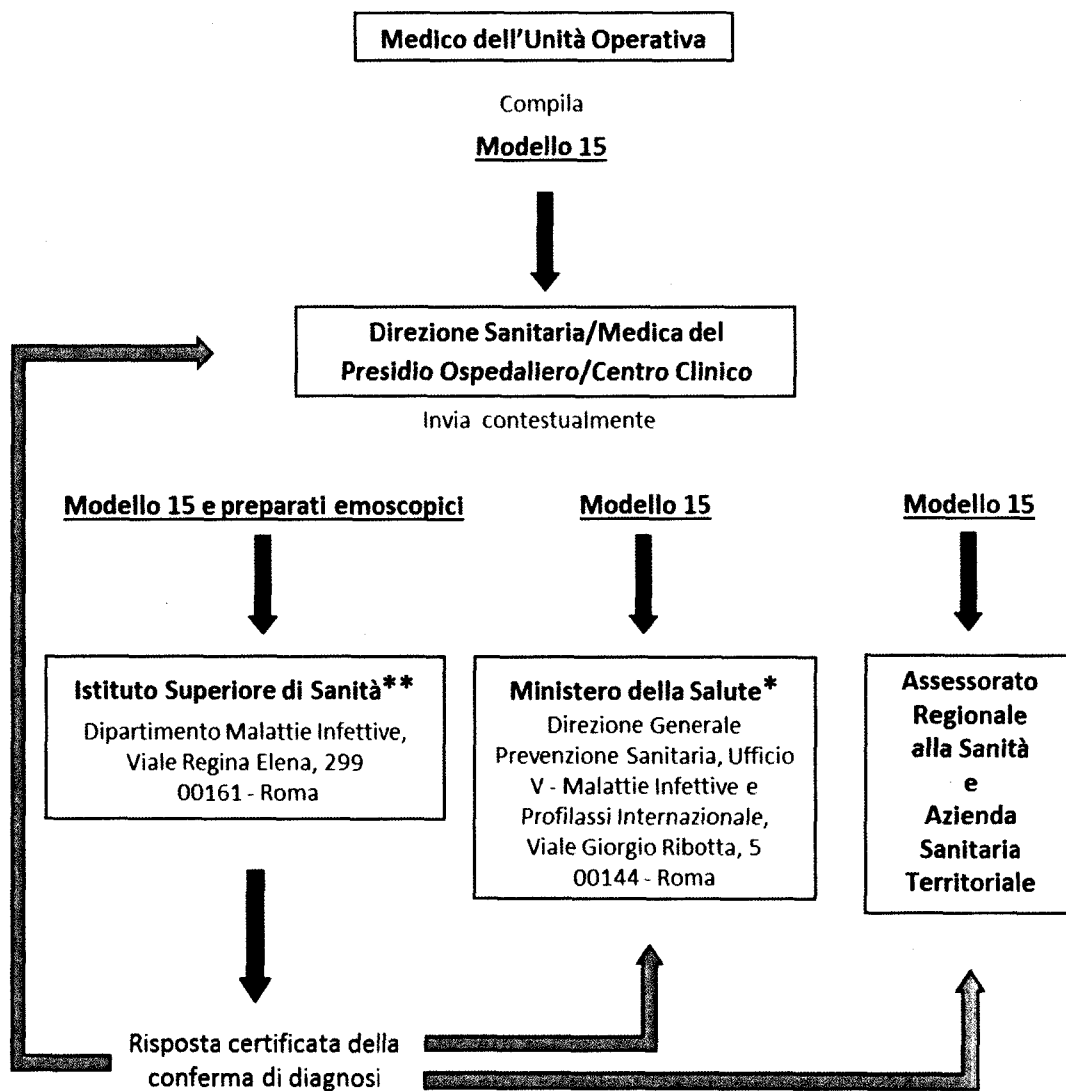 Medico dell'Unità Operativa
Compila
Modello 15
Direzione Sanitaria/Medica del
Presidio Ospedaliero/Centro Clinico
Invia contestualmente
Modello 15 e preparati emoscopici
Modello 15
Modello 15
Istituto Superiore di Sanità**
Dipartimento Malattie Infettive,
Viale Regina Elena, 299
00161 - Roma
Ministero della Salute*
Direzione Generale
Prevenzione Sanitaria, Ufficio
V - Malattie Infettive e
Profilassi Internazionale,
Viale Giorgio Ribotta, 5
00144 - Roma
Assessorato
Regionale
alla Sanità
e
Azienda
Sanitaria
Territoriale
Risposta certificata della
conferma di diagnosi